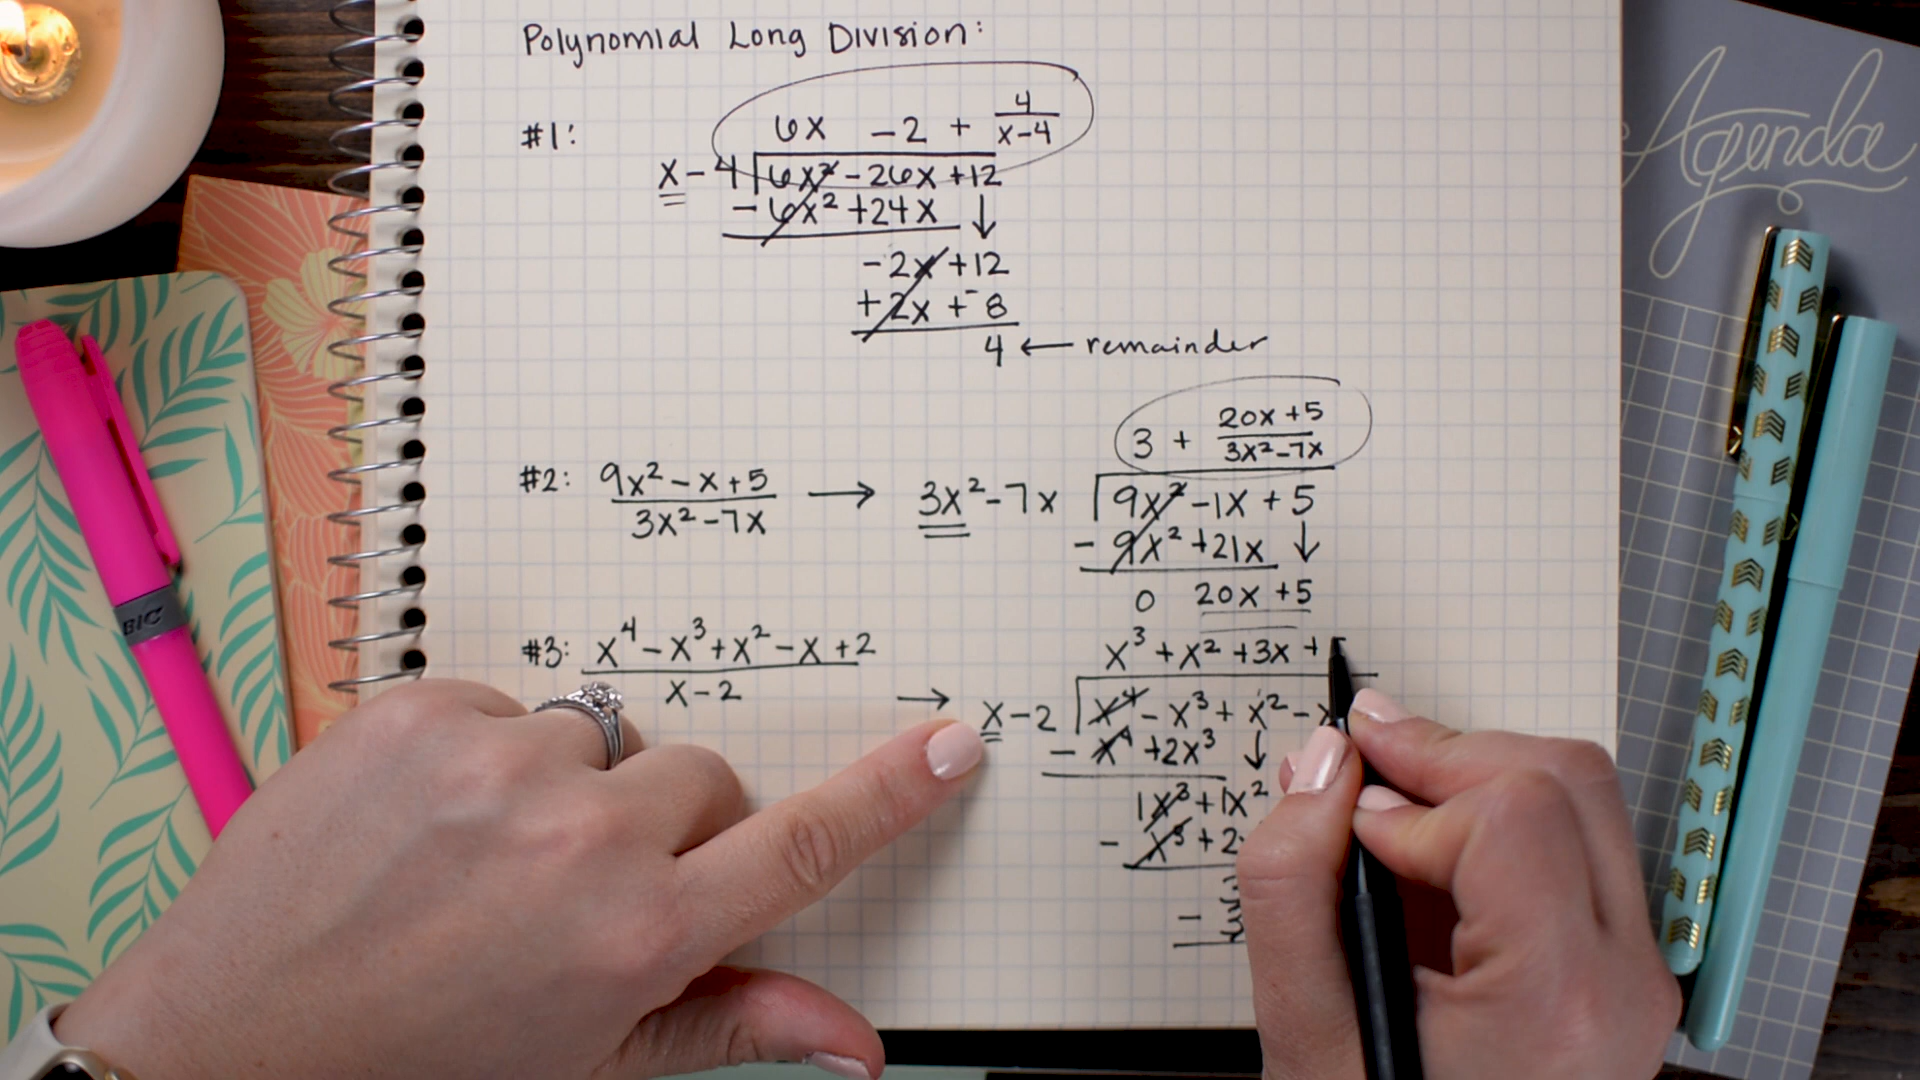 Polynomial Long Division:
#1:
6x - 2 + 4/(x-4)
x - 4 6x² - 26x + 12
- 6x² + 24x ↓
- 2x + 12
+ 2x + - 8
4 ← remainder
3 + (20x + 5)/(3x² - 7x)
#2: (9x² - x + 5)/(3x² - 7x) → 3x² - 7x 9x² - 1x + 5
- 9x² + 21x ↓
0 20x + 5
x³ + x² + 3x +
#3: (x⁴ - x³ + x² - x + 2)/(x - 2) → x - 2 x⁴ - x³ + x² - x
- x⁴ + 2x³ ↓
1x³ + 1x²
- x³ + 2
- 3
Agenda
BIC